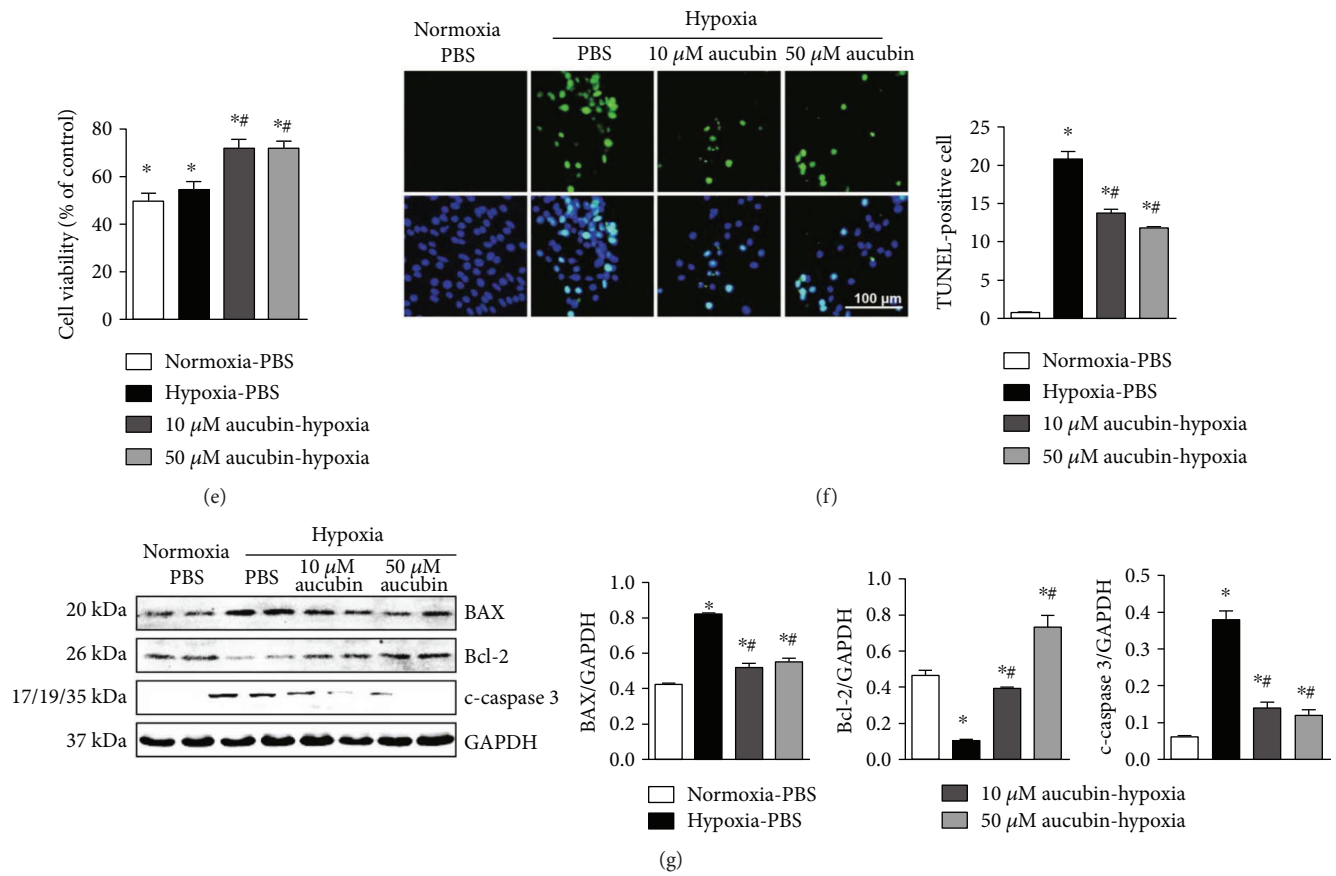 Cell viability (% of control)
80
60
40
20
0
*
*
*#
*#
Normoxia-PBS
Hypoxia-PBS
10 μM aucubin-hypoxia
50 μM aucubin-hypoxia
(e)
Normoxia
PBS
Hypoxia
PBS
10 μM aucubin
50 μM aucubin
100 μm
TUNEL-positive cell
25
20
15
10
5
0
*
*#
*#
Normoxia-PBS
Hypoxia-PBS
10 μM aucubin-hypoxia
50 μM aucubin-hypoxia
(f)
Normoxia
PBS
Hypoxia
PBS
10 μM
aucubin
50 μM
aucubin
20 kDa
BAX
26 kDa
Bcl-2
17/19/35 kDa
c-caspase 3
37 kDa
GAPDH
BAX/GAPDH
1.0
0.8
0.6
0.4
0.2
0.0
*
*#
*#
Bcl-2/GAPDH
1.0
0.8
0.6
0.4
0.2
0.0
*
*#
*#
c-caspase 3/GAPDH
0.5
0.4
0.3
0.2
0.1
0.0
*
*#
*#
Normoxia-PBS
Hypoxia-PBS
10 μM aucubin-hypoxia
50 μM aucubin-hypoxia
(g)